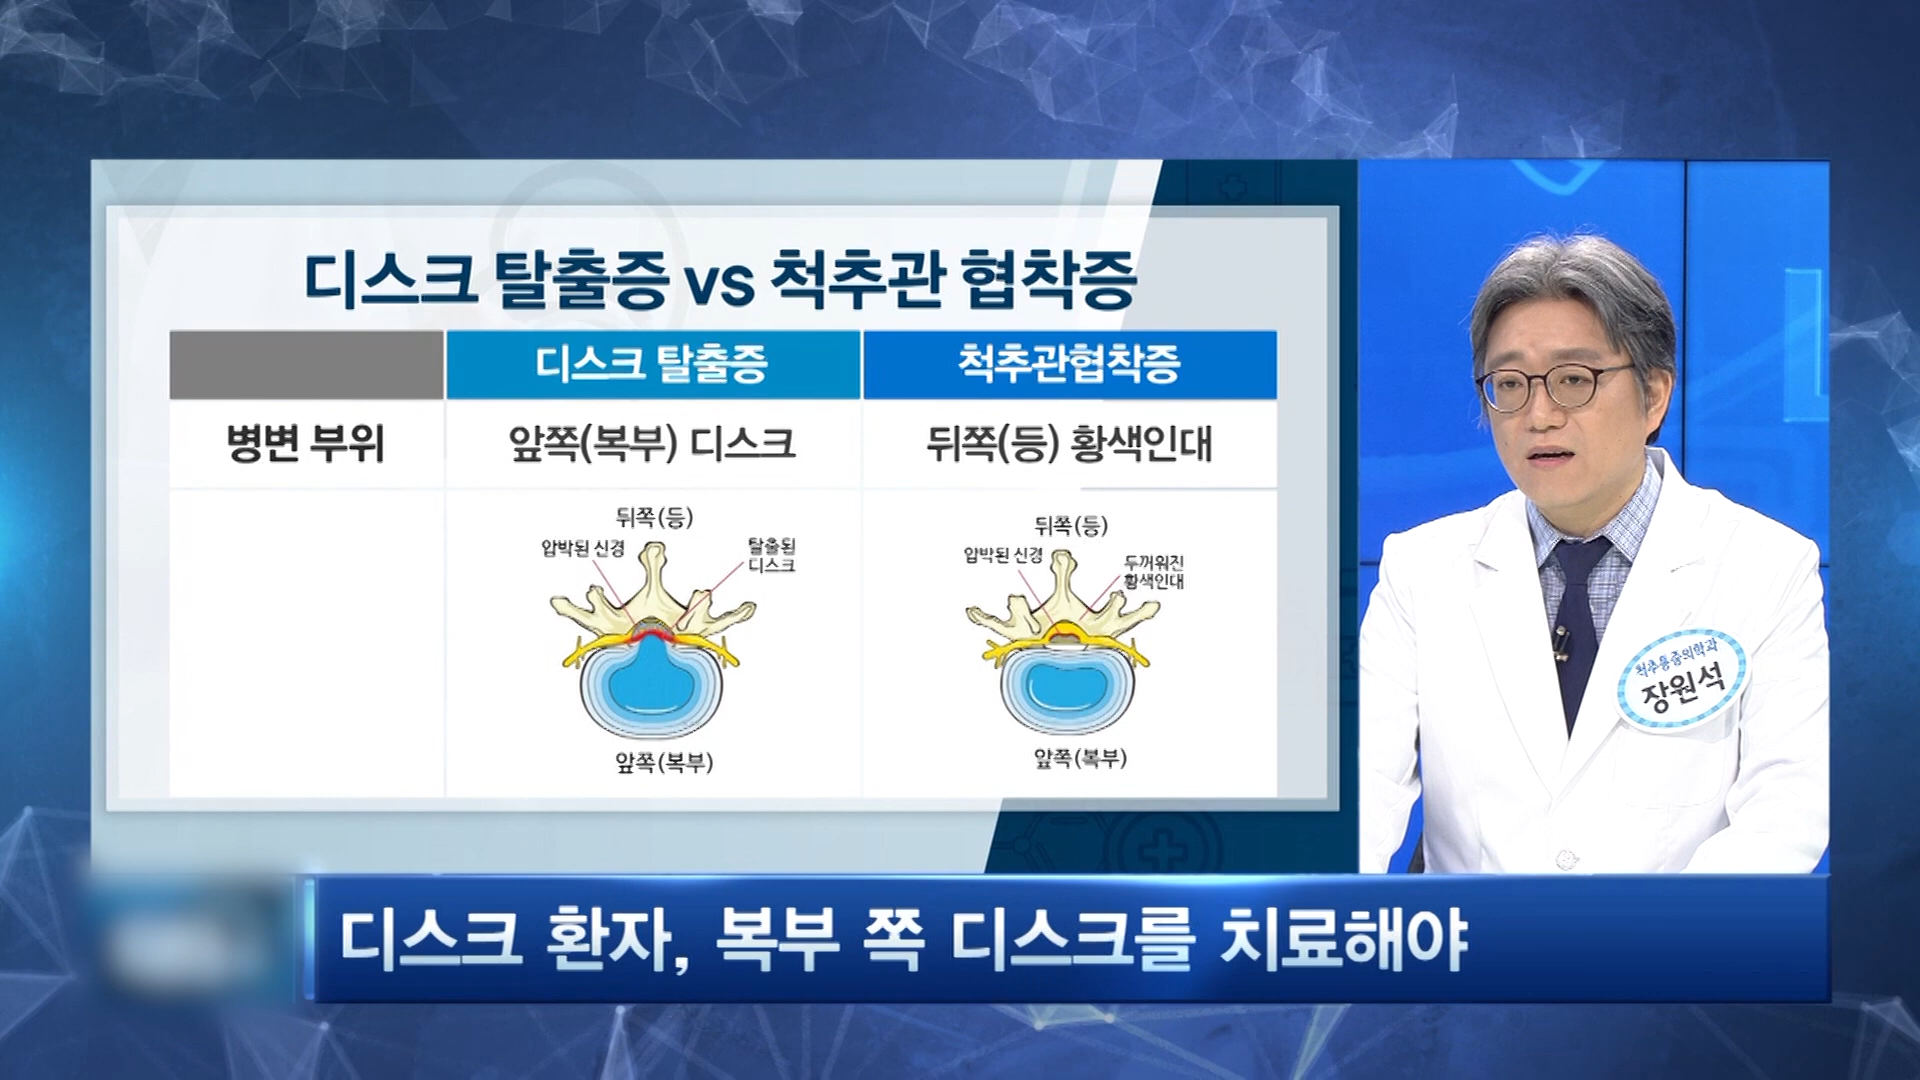 디스크 탈출증 vs 척추관 협착증
디스크 탈출증
척추관협착증
병변 부위
앞쪽(복부) 디스크
뒤쪽(등) 황색인대
뒤쪽(등)
압박된 신경
탈출된
디스크
앞쪽(복부)
뒤쪽(등)
압박된 신경
두꺼워진
황색인대
앞쪽(복부)
척추통증의학과
장원석
디스크 환자, 복부 쪽 디스크를 치료해야